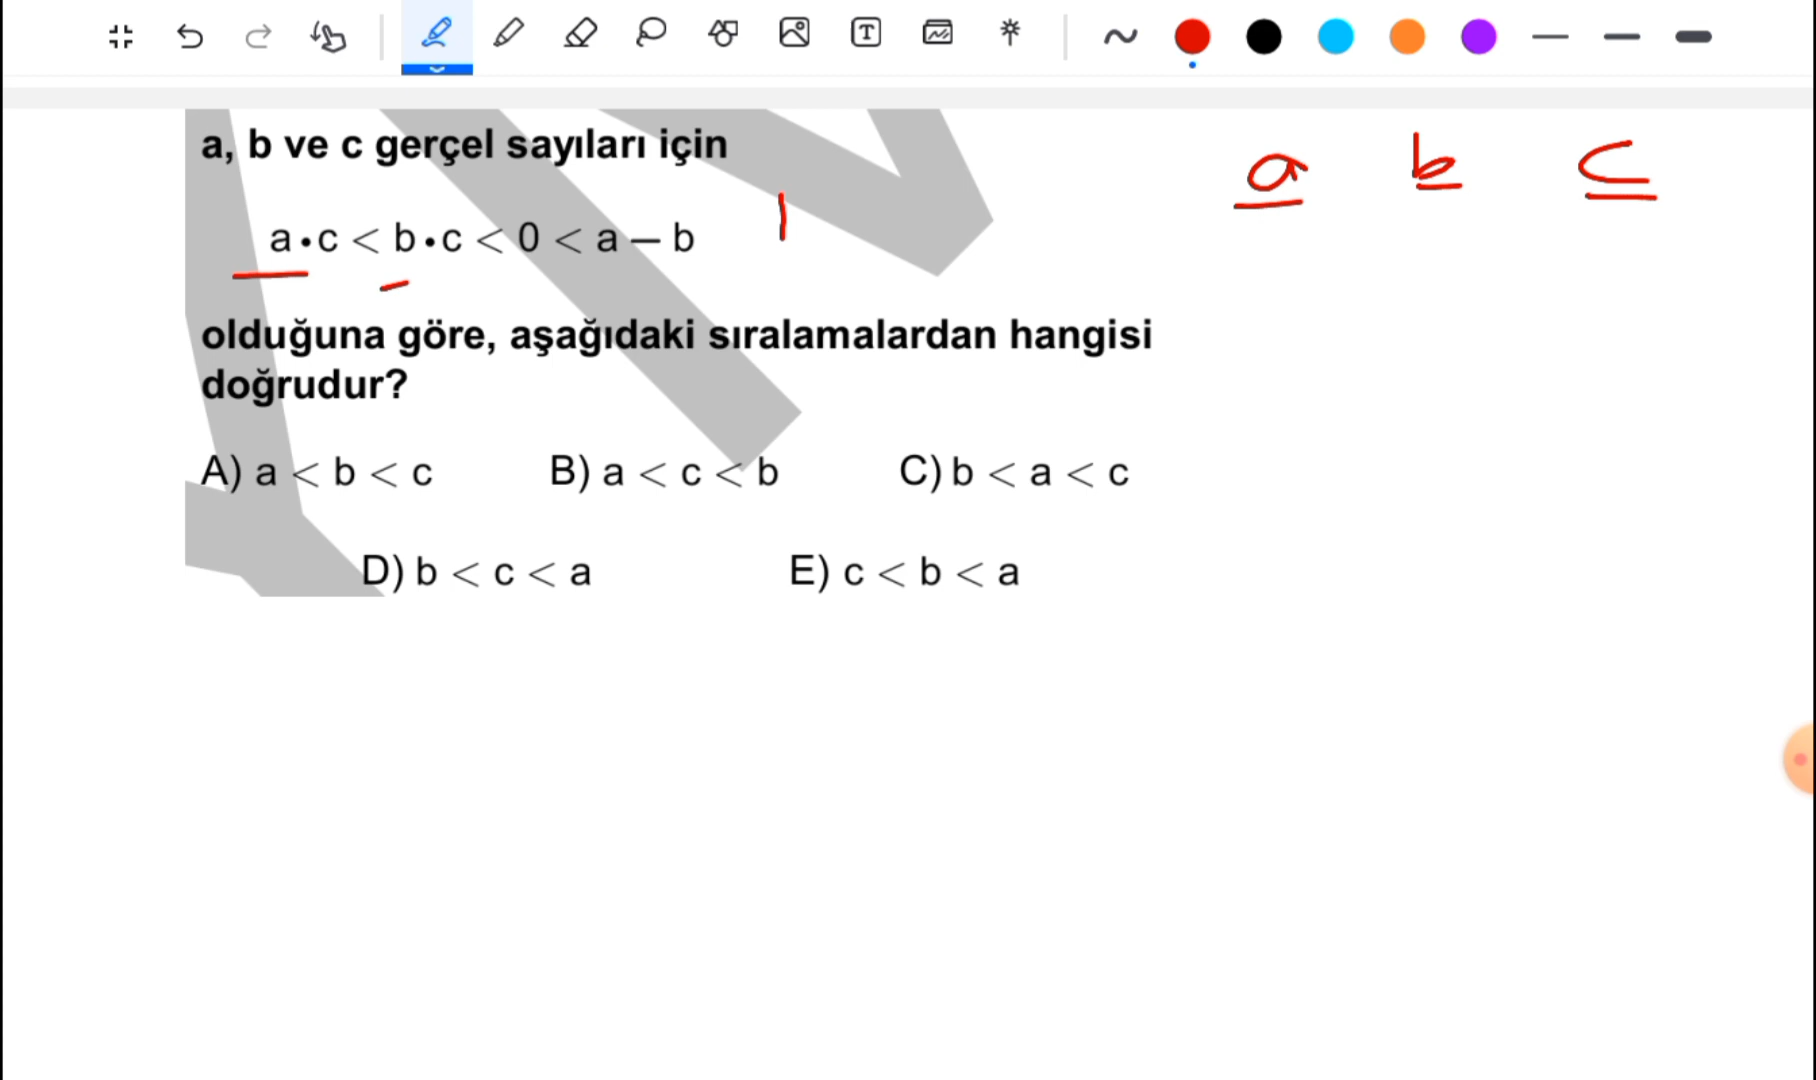 a, b ve c gerçel sayıları için
a b c
a•c < b•c < 0 < a – b
olduğuna göre, aşağıdaki sıralamalardan hangisi
doğrudur?
A) a < b < c B) a < c < b C) b < a < c
D) b < c < a E) c < b < a